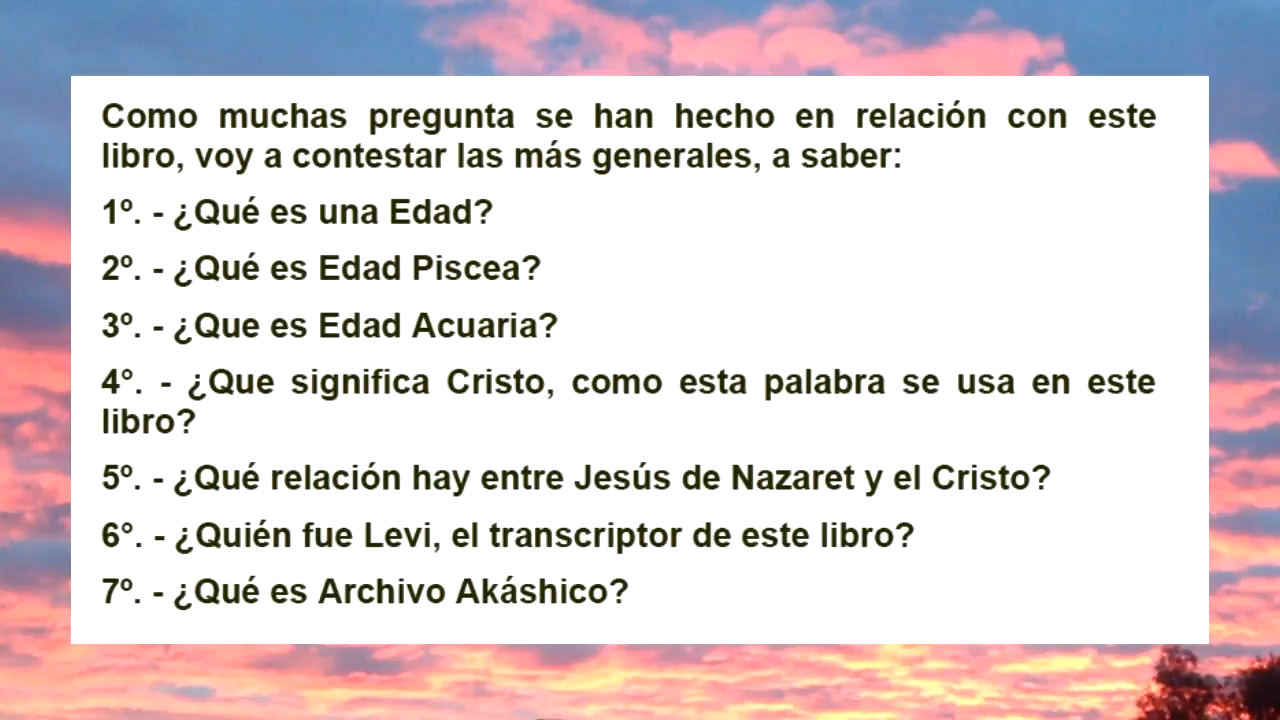 Como muchas pregunta se han hecho en relación con este
libro, voy a contestar las más generales, a saber:
1º. - ¿Qué es una Edad?
2º. - ¿Qué es Edad Piscea?
3º. - ¿Que es Edad Acuaria?
4°. - ¿Que significa Cristo, como esta palabra se usa en este
libro?
5º. - ¿Qué relación hay entre Jesús de Nazaret y el Cristo?
6°. - ¿Quién fue Levi, el transcriptor de este libro?
7º. - ¿Qué es Archivo Akáshico?